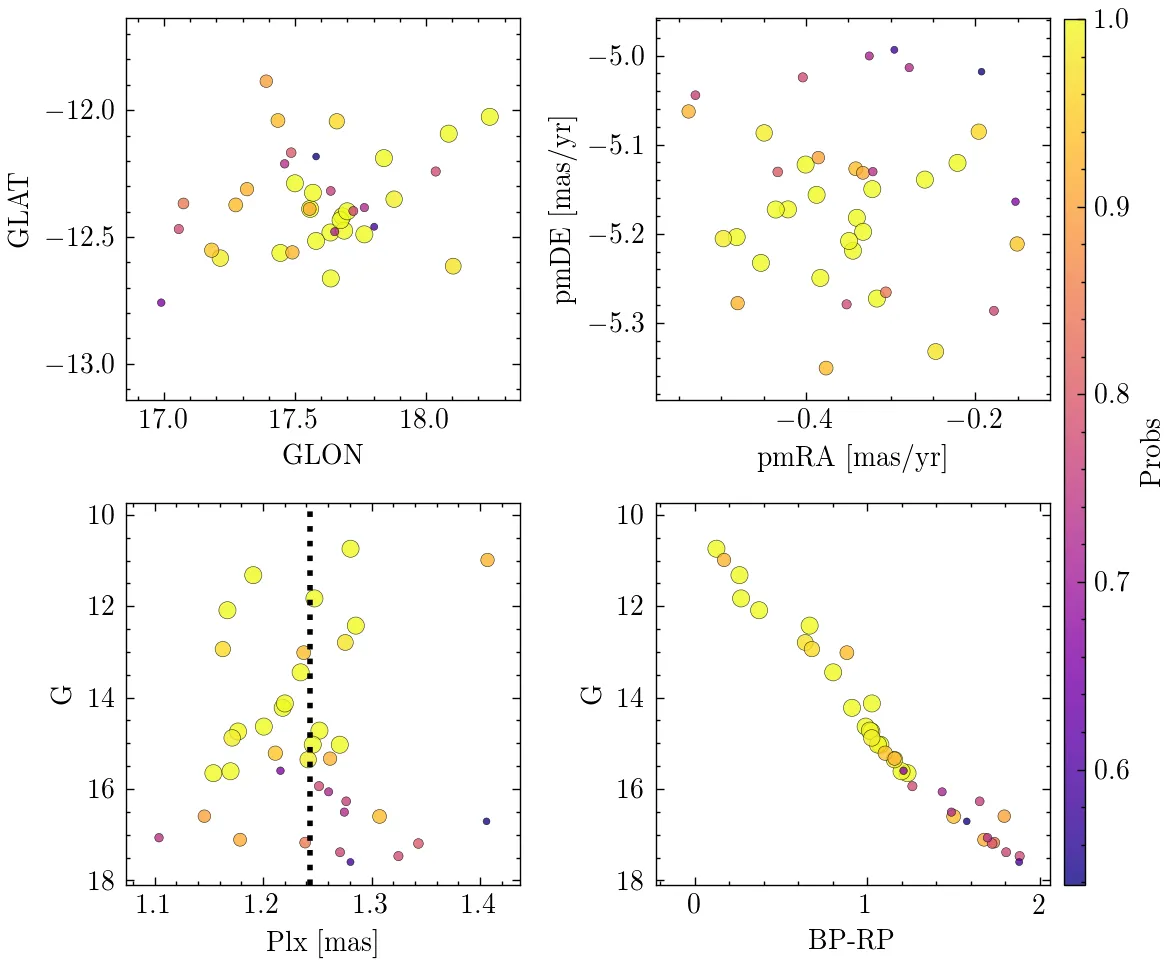 −12.0
−12.5
−13.0
GLAT
17.0 17.5 18.0
GLON
−5.0
−5.1
−5.2
−5.3
pmDE [mas/yr]
−0.4 −0.2
pmRA [mas/yr]
10
12
14
16
18
G
1.1 1.2 1.3 1.4
Plx [mas]
10
12
14
16
18
G
0 1 2
BP-RP
1.0
0.9
0.8
0.7
0.6
Probs